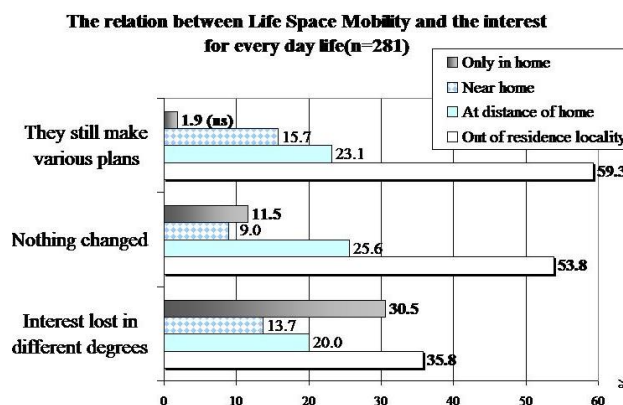 The relation between Life Space Mobility and the interest
for every day life(n=281)
Only in home
Near home
At distance of home
Out of residence locality
They still make
various plans
1.9 (ns)
15.7
23.1
59.3
Nothing changed
11.5
9.0
25.6
53.8
Interest lost in
different degrees
30.5
13.7
20.0
35.8
0 10 20 30 40 50 60